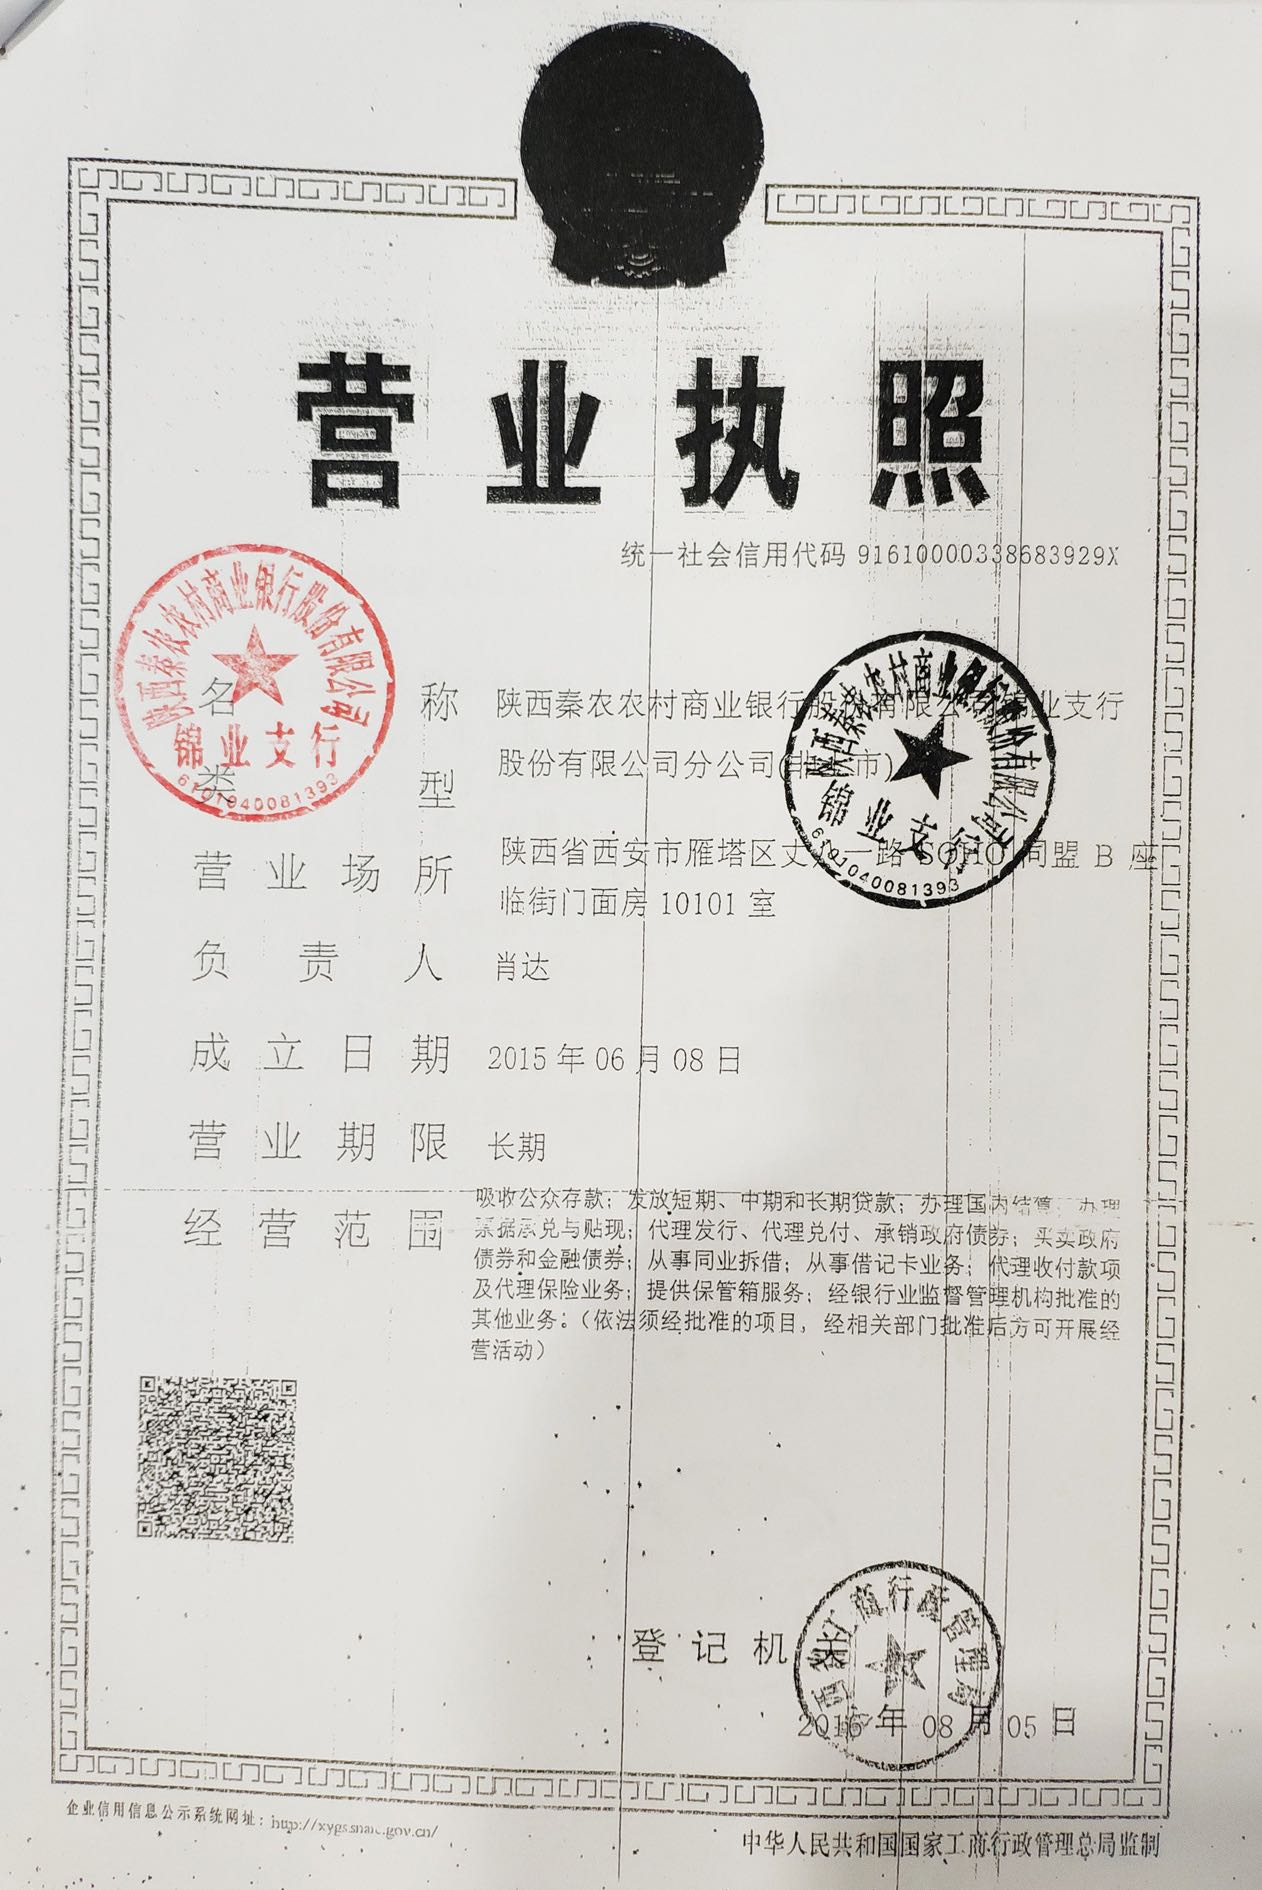 营业执照
统一社会信用代码 91610000338683929X
名称 陕西秦农农村商业银行股份有限公司锦业支行
类型 股份有限公司分公司(非上市)
营业场所 陕西省西安市雁塔区丈八一路 SOHO 同盟 B 座
临街门面房 10101 室
负责人 肖达
成立日期 2015 年 06 月 08 日
营业期限 长期
经营范围 吸收公众存款；发放短期、中期和长期贷款；办理国内结算；办理
票据承兑与贴现；代理发行、代理兑付、承销政府债券；买卖政府
债券和金融债券；从事同业拆借；从事借记卡业务；代理收付款项
及代理保险业务；提供保管箱服务；经银行业监督管理机构批准的
其他业务。（依法须经批准的项目，经相关部门批准后方可开展经
营活动）
陕西秦农农村商业银行股份有限公司
锦业支行
6101040081393
陕西秦农农村商业银行股份有限公司
锦业支行
6101040081393
登记机关
西安工商行政管理局
2016 年 08 月 05 日
企业信用信息公示系统网址：http://xygs.snaic.gov.cn/
中华人民共和国国家工商行政管理总局监制